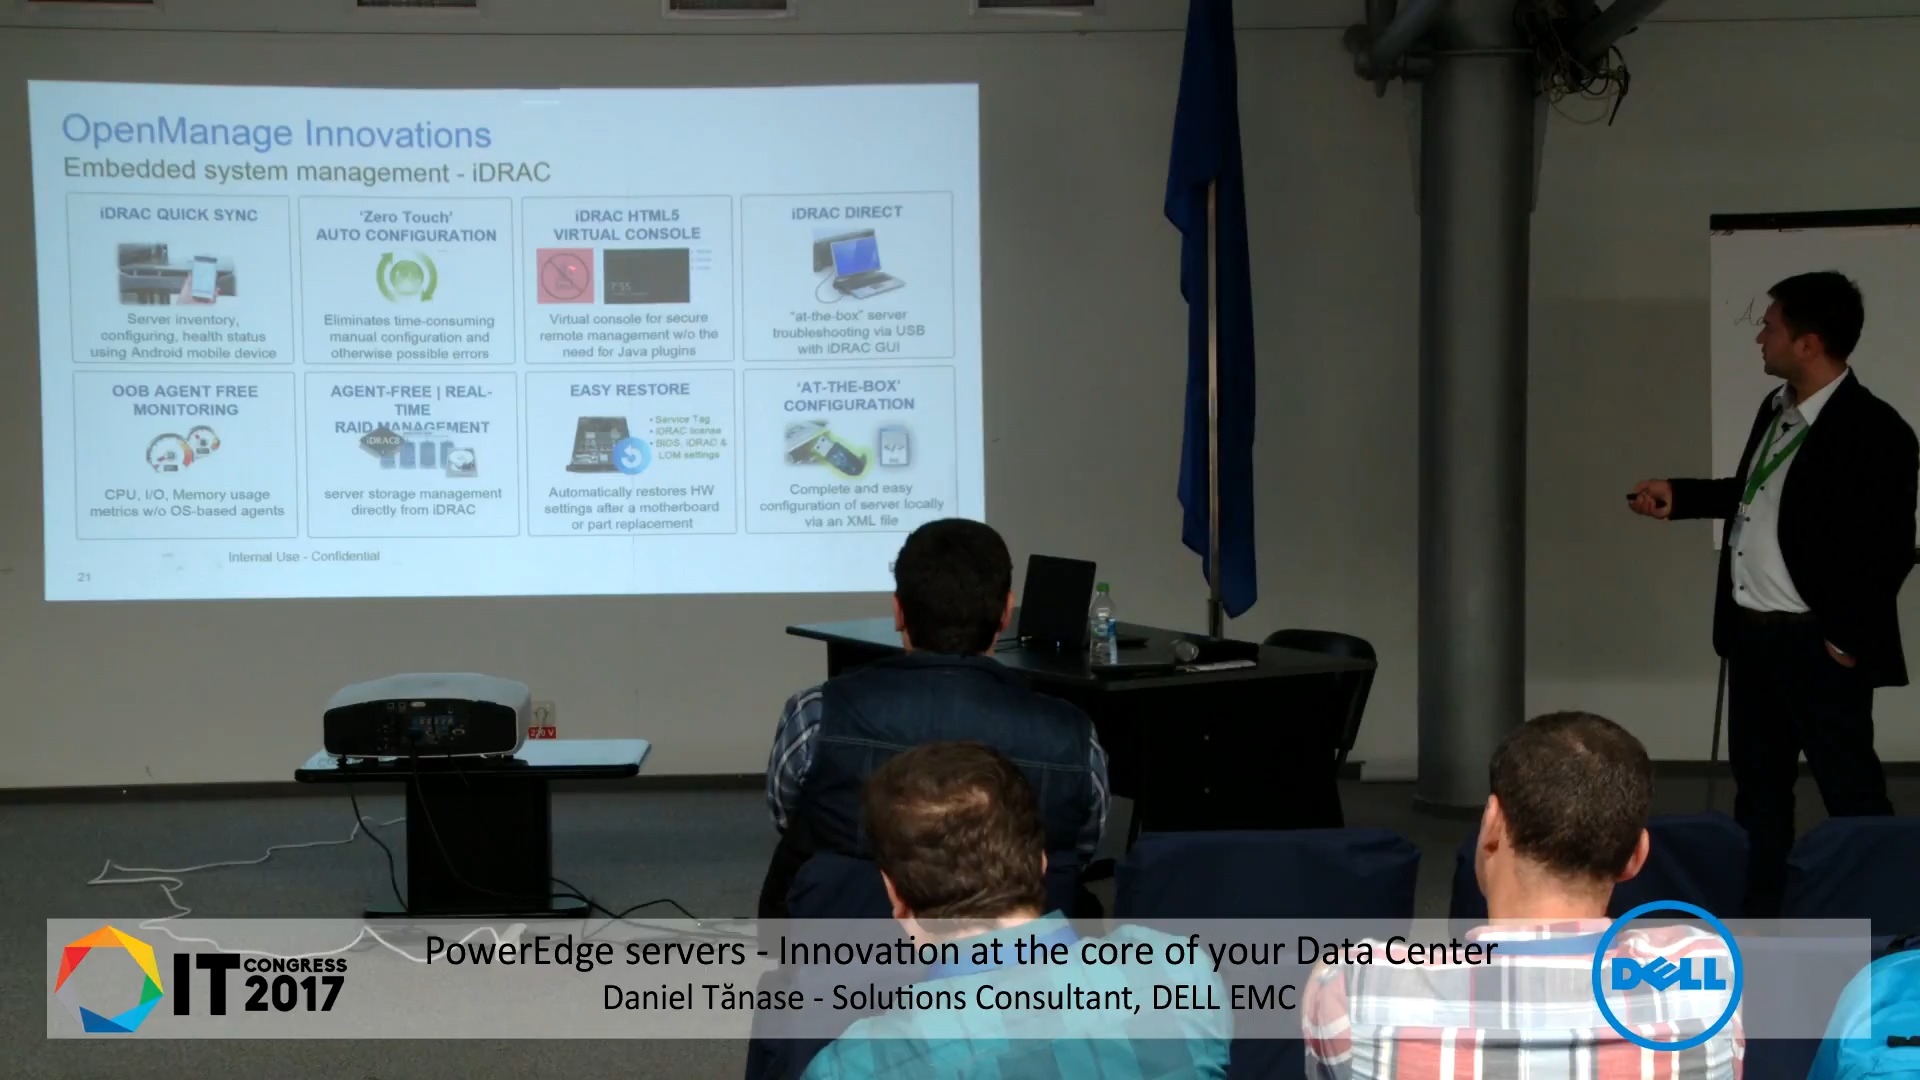 OpenManage Innovations
Embedded system management - iDRAC
iDRAC QUICK SYNC
Server inventory,
configuring, health status
using Android mobile device
'Zero Touch'
AUTO CONFIGURATION
Eliminates time-consuming
manual configuration and
otherwise possible errors
iDRAC HTML5
VIRTUAL CONSOLE
7:55
Virtual console for secure
remote management w/o the
need for Java plugins
iDRAC DIRECT
"at-the-box" server
troubleshooting via USB
with iDRAC GUI
OOB AGENT FREE
MONITORING
CPU, I/O, Memory usage
metrics w/o OS-based agents
AGENT-FREE | REAL-
TIME
RAID MANAGEMENT
iDRAC8
server storage management
directly from iDRAC
EASY RESTORE
• Service Tag
• iDRAC license
• BIOS, iDRAC &
LOM settings
Automatically restores HW
settings after a motherboard
or part replacement
'AT-THE-BOX'
CONFIGURATION
Complete and easy
configuration of server locally
via an XML file
Internal Use - Confidential
21
220 V
IT CONGRESS
2017
PowerEdge servers - Innovation at the core of your Data Center
Daniel Tănase - Solutions Consultant, DELL EMC
DELL